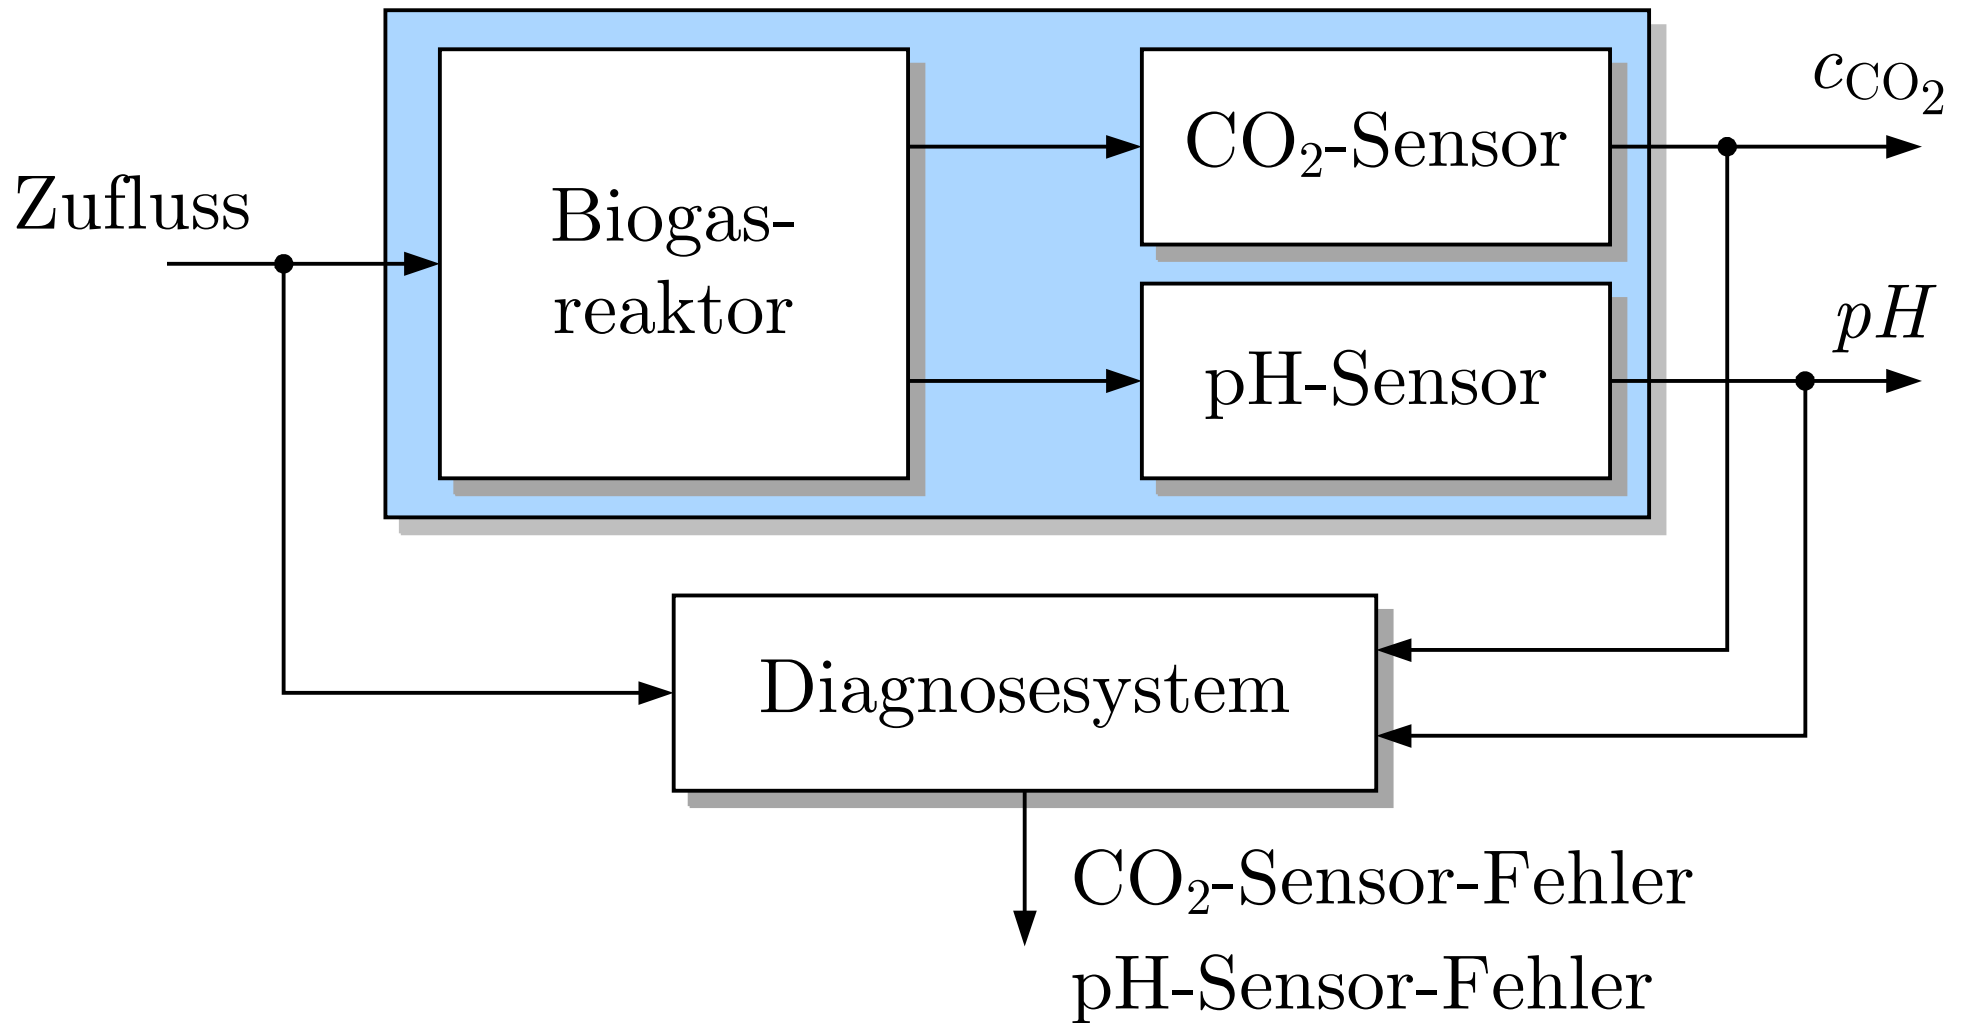 Zufluss
Biogas-
reaktor
CO₂-Sensor
pH-Sensor
c_CO₂
pH
Diagnosesystem
CO₂-Sensor-Fehler
pH-Sensor-Fehler